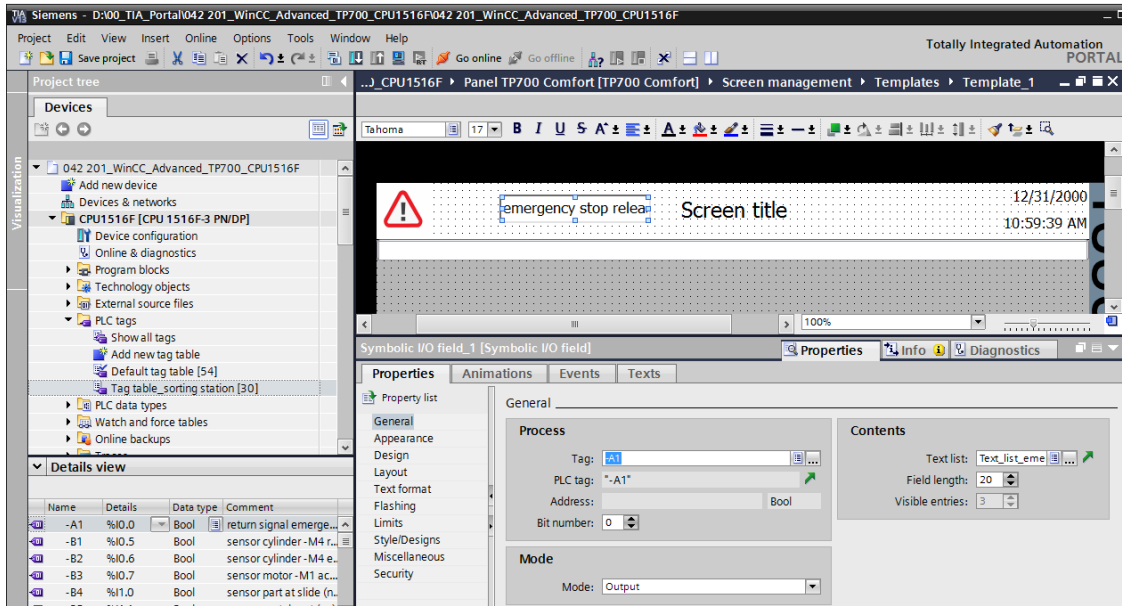 Siemens - D:\00_TIA_Portal\042 201_WinCC_Advanced_TP700_CPU1516F\042 201_WinCC_Advanced_TP700_CPU1516F
Project Edit View Insert Online Options Tools Window Help
Totally Integrated Automation
PORTAL
Save project Go online Go offline
Project tree
...)_CPU1516F Panel TP700 Comfort [TP700 Comfort] Screen management Templates Template_1
Devices
Tahoma 17 B I U S A
Visualization
042 201_WinCC_Advanced_TP700_CPU1516F
Add new device
Devices & networks
CPU1516F [CPU 1516F-3 PN/DP]
Device configuration
Online & diagnostics
Program blocks
Technology objects
External source files
PLC tags
Show all tags
Add new tag table
Default tag table [54]
Tag table_sorting station [30]
PLC data types
Watch and force tables
Online backups
emergency stop relea
Screen title
12/31/2000
10:59:39 AM
100%
Symbolic I/O field_1 [Symbolic I/O field]
Properties Info Diagnostics
Properties Animations Events Texts
Property list
General
Appearance
Design
Layout
Text format
Flashing
Limits
Style/Designs
Miscellaneous
Security
General
Process
Tag: -A1
PLC tag: "-A1"
Address: Bool
Bit number: 0
Mode
Mode: Output
Contents
Text list: Text_list_eme
Field length: 20
Visible entries: 3
Details view
Name Details Data type Comment
-A1 %I0.0 Bool return signal emerge...
-B1 %I0.5 Bool sensor cylinder -M4 r...
-B2 %I0.6 Bool sensor cylinder -M4 e...
-B3 %I0.7 Bool sensor motor -M1 ac...
-B4 %I1.0 Bool sensor part at slide (n...